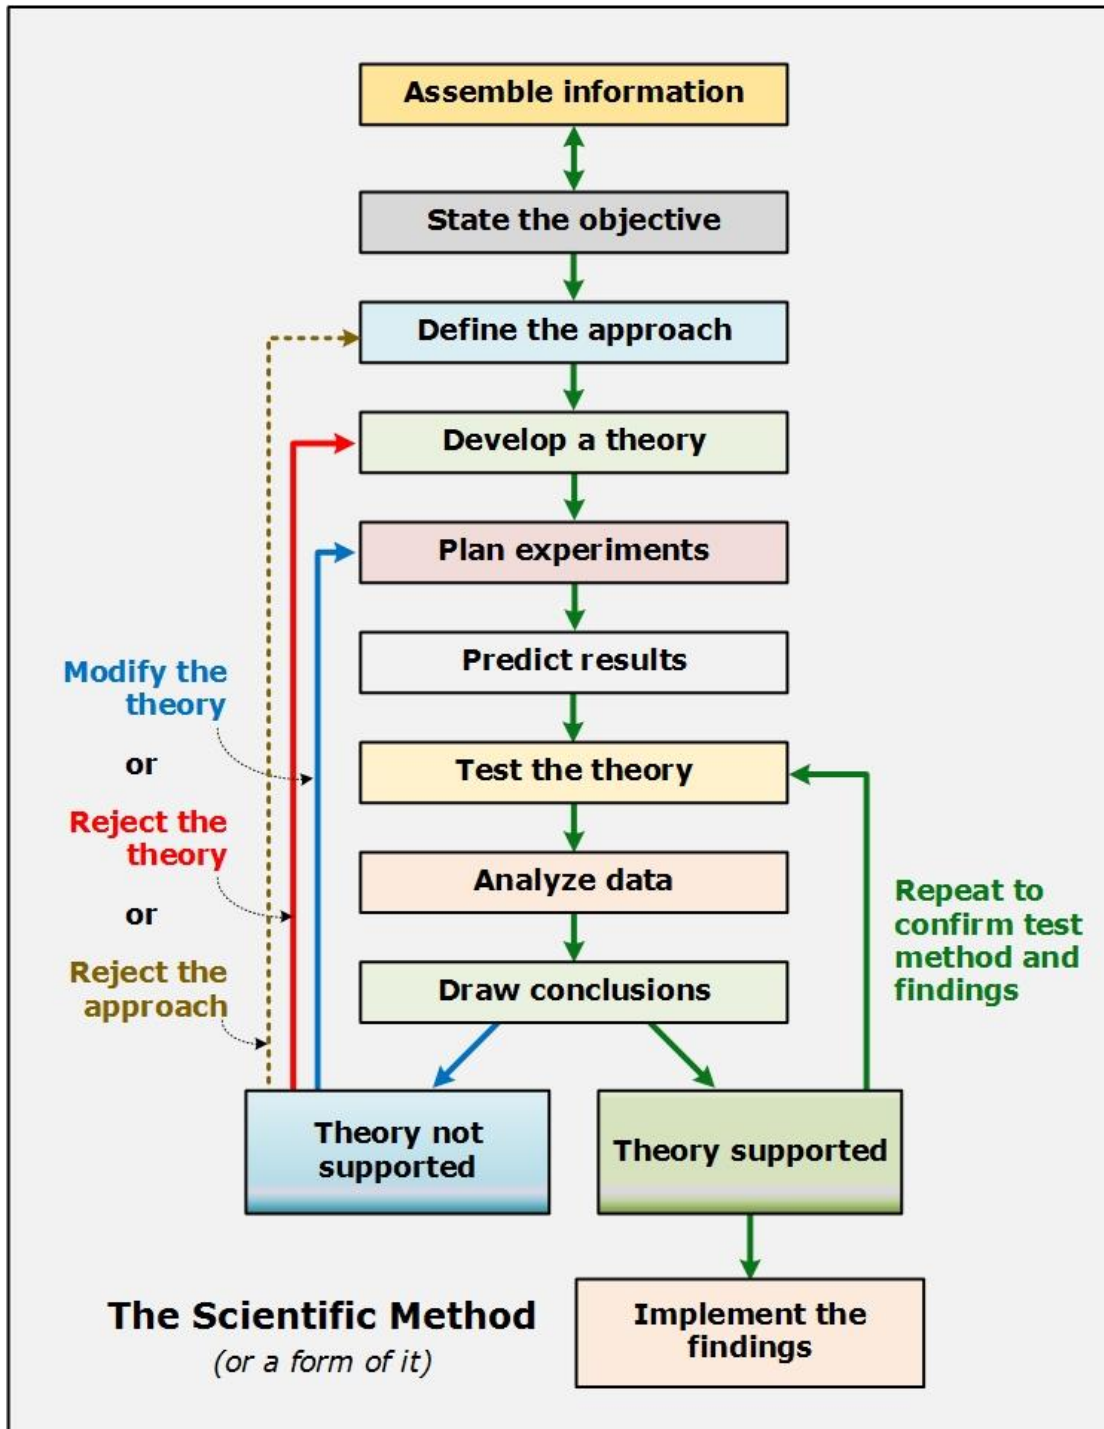 Assemble information
State the objective
Define the approach
Develop a theory
Plan experiments
Predict results
Modify the
theory
or
Test the theory
Reject the
theory
or
Analyze data
Repeat to
confirm test
method and
findings
Reject the
approach
Draw conclusions
Theory not
supported
Theory supported
The Scientific Method
(or a form of it)
Implement the
findings